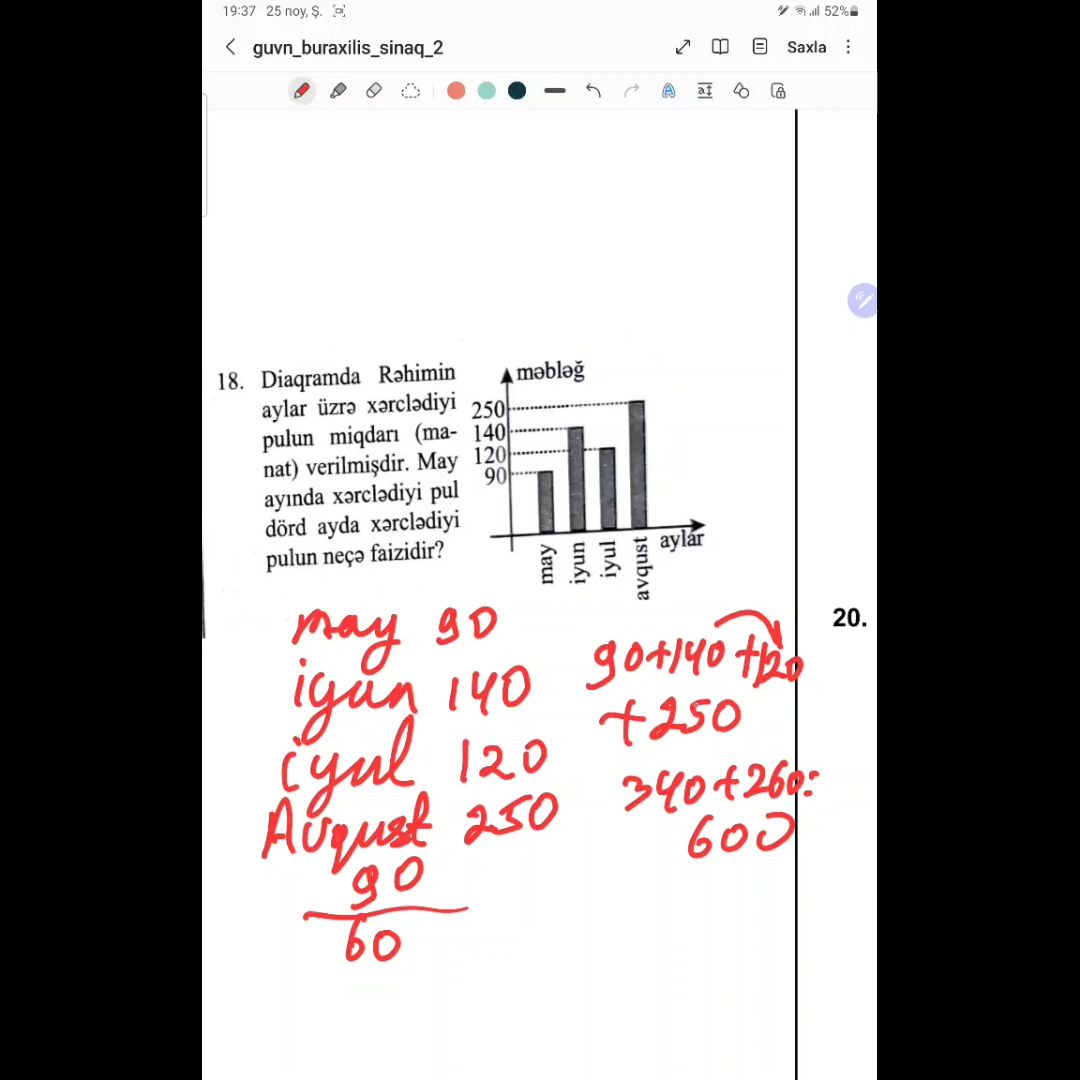 19:37 25 noy, Ş.
52%
guvn_buraxilis_sinaq_2
Saxla
18. Diaqramda Rəhimin
aylar üzrə xərclədiyi
pulun miqdarı (ma-
nat) verilmişdir. May
ayında xərclədiyi pul
dörd ayda xərclədiyi
pulun neçə faizidir?
məbləğ
250
140
120
90
may
iyun
iyul
avqust
aylar
20.
may 90
iyun 140
iyul 120
Avqust 250
90
60
90+140+120
+250
340+260=
600